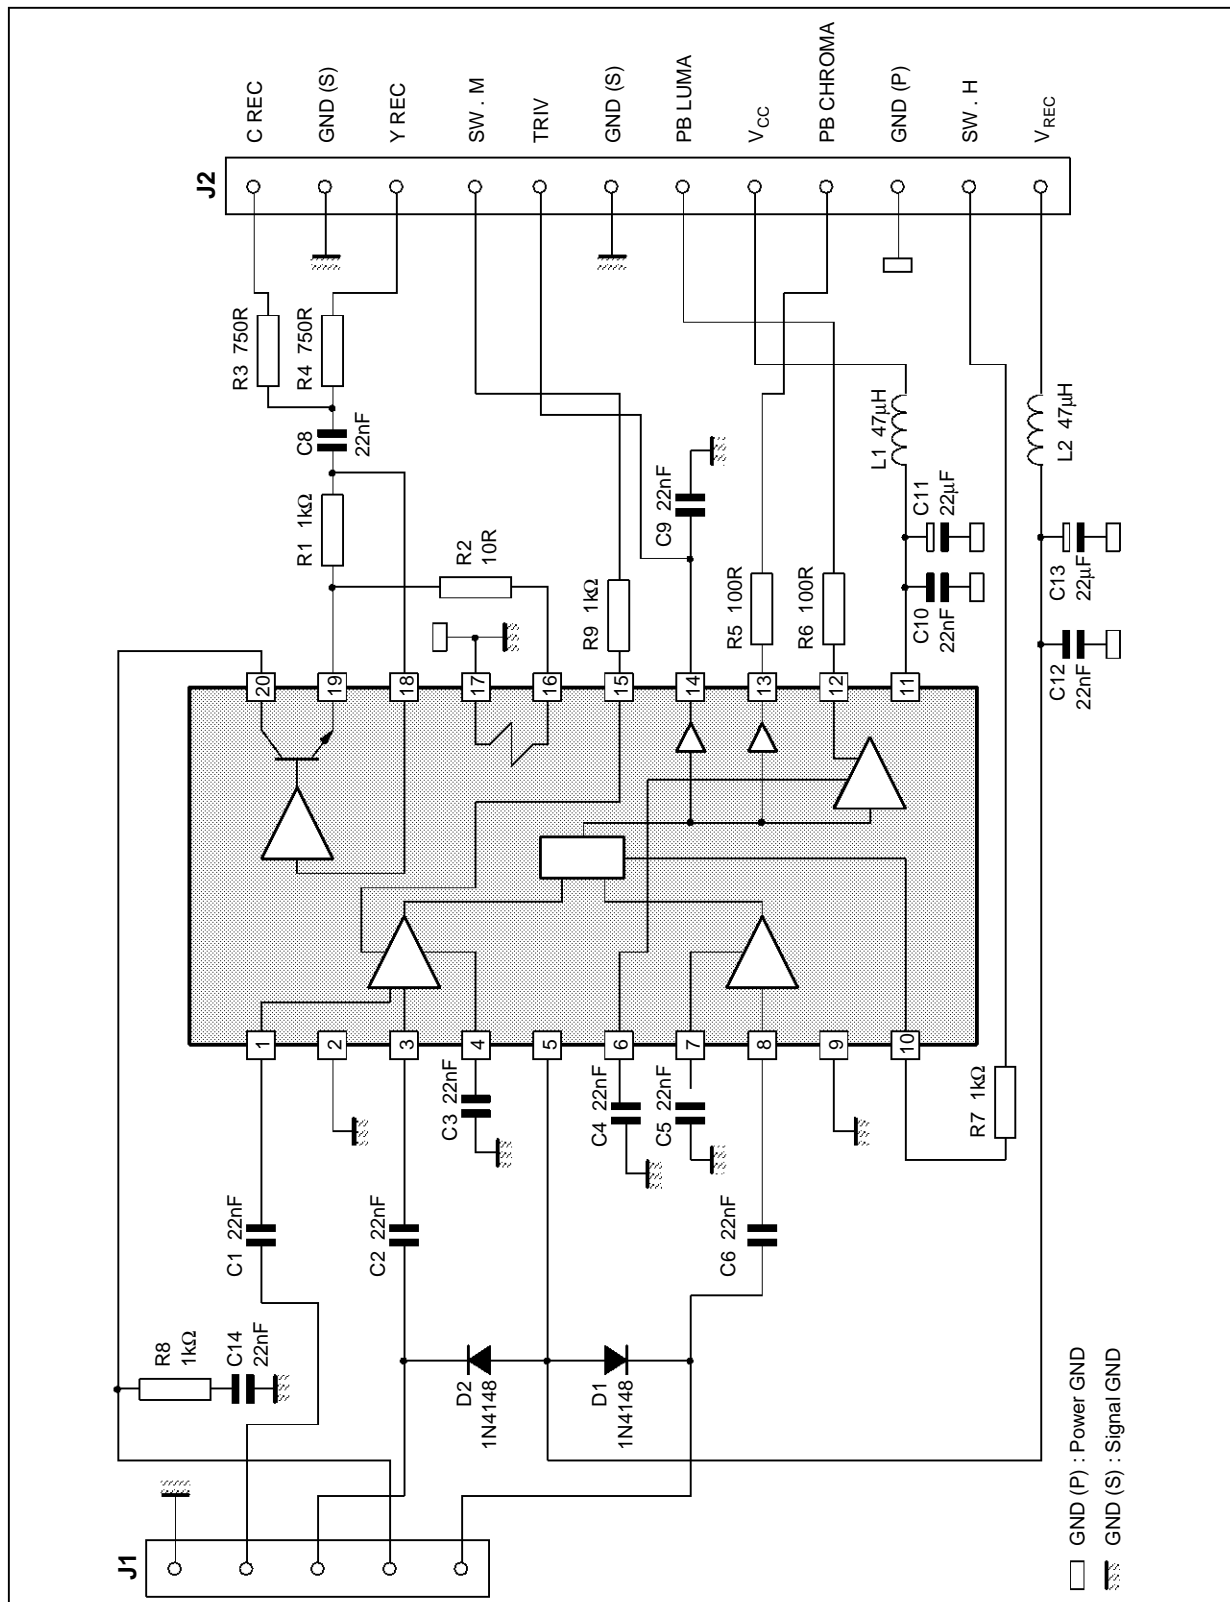 J2
C REC
GND (S)
Y REC
SW . M
TRIV
GND (S)
PB LUMA
VCC
PB CHROMA
GND (P)
SW. H
VREC
R3 750R
R4 750R
C8
22nF
R1 1kΩ
R2
10R
R9 1kΩ
C9 22nF
R5 100R
R6 100R
L1 47µH
C11
22µF
C10
22nF
L2 47µH
C13
22µF
C12
22nF
20
19
18
17
16
15
14
13
12
11
1
2
3
4
5
6
7
8
9
10
C1 22nF
C2 22nF
C3 22nF
C4 22nF
C5 22nF
C6 22nF
R7 1kΩ
R8
1kΩ
C14
22nF
D2
1N4148
D1
1N4148
J1
GND (P) : Power GND
GND (S) : Signal GND